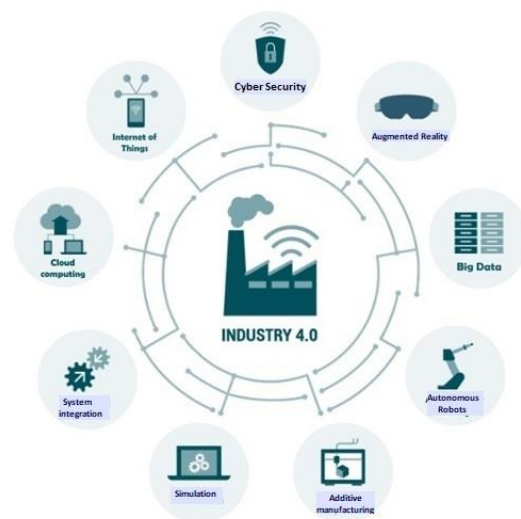 Cyber Security
Internet of
Things
Augmented Reality
Cloud
computing
Big Data
INDUSTRY 4.0
System
integration
Autonomous
Robots
Simulation
Additive
manufacturing